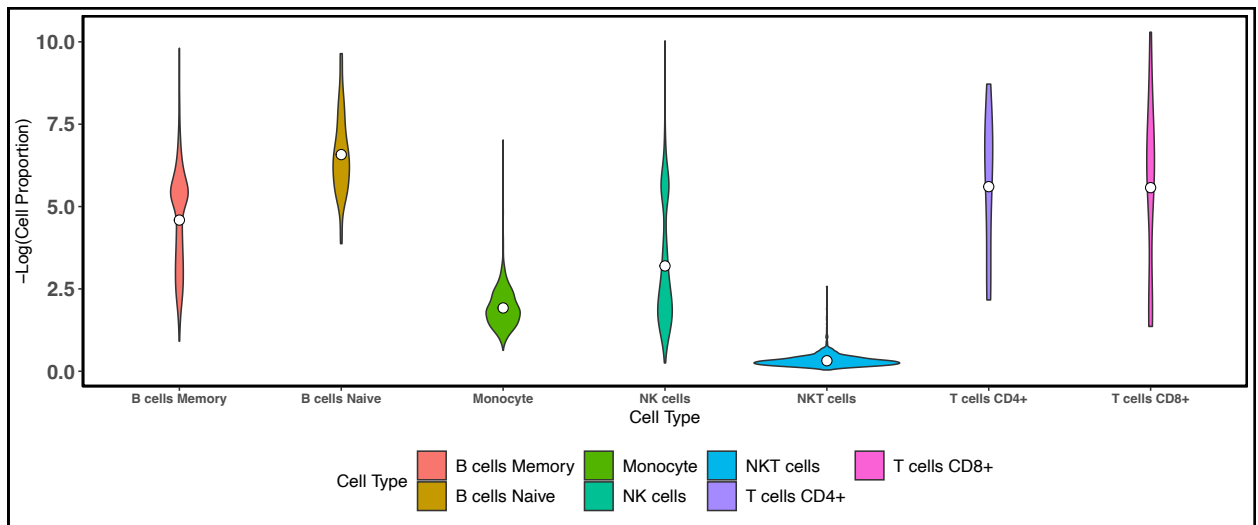 10.0
7.5
5.0
2.5
0.0
−Log(Cell Proportion)
B cells Memory B cells Naive Monocyte NK cells NKT cells T cells CD4+ T cells CD8+
Cell Type
Cell Type
B cells Memory Monocyte NKT cells T cells CD8+
B cells Naive NK cells T cells CD4+